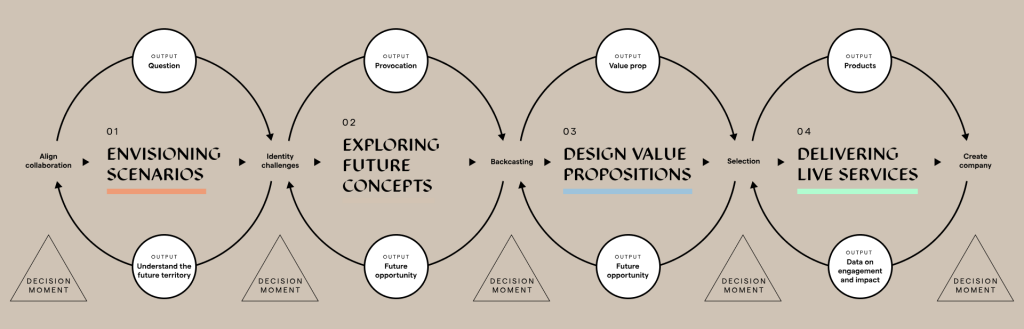 OUTPUT
Question
OUTPUT
Provocation
OUTPUT
Value prop
OUTPUT
Products
Align
collaboration
01
ENVISIONING
SCENARIOS
Identity
challenges
02
EXPLORING
FUTURE
CONCEPTS
Backcasting
03
DESIGN VALUE
PROPOSITIONS
Selection
04
DELIVERING
LIVE SERVICES
Create
company
DECISION
MOMENT
OUTPUT
Understand the
future territory
DECISION
MOMENT
OUTPUT
Future
opportunity
DECISION
MOMENT
OUTPUT
Future
opportunity
DECISION
MOMENT
OUTPUT
Data on
engagement
and impact
DECISION
MOMENT